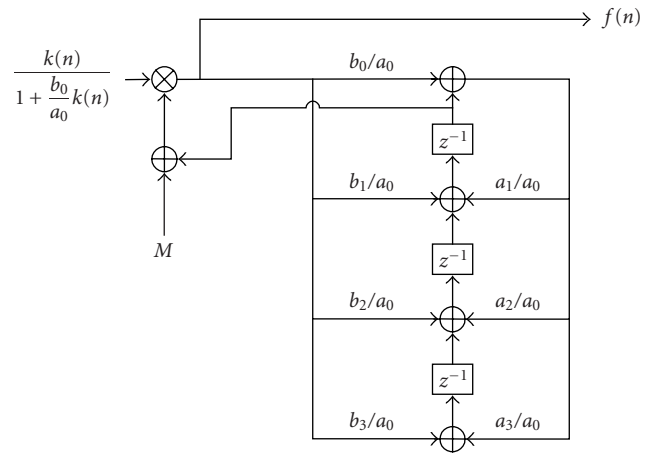 f(n)
k(n)
1 + b₀/a₀ k(n)
b₀/a₀
z⁻¹
b₁/a₀
a₁/a₀
M
z⁻¹
b₂/a₀
a₂/a₀
z⁻¹
b₃/a₀
a₃/a₀